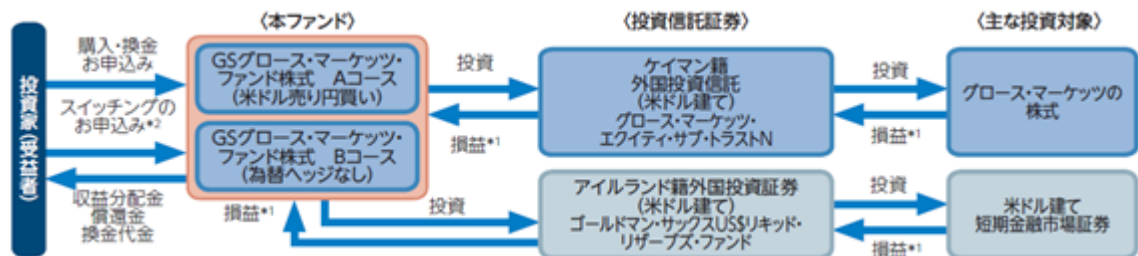 〈本ファンド〉
〈投資信託証券〉
〈主な投資対象〉
投資家(受益者)
購入・換金
お申込み
スイッチングの
お申込み*2
収益分配金
償還金
換金代金
GSグロース・マーケッツ・
ファンド株式 Aコース
(米ドル売り円買い)
GSグロース・マーケッツ・
ファンド株式 Bコース
(為替ヘッジなし)
投資
損益*1
ケイマン籍
外国投資信託
(米ドル建て)
グロース・マーケッツ・
エクイティ・サブ・トラストN
投資
損益*1
グロース・マーケッツの
株式
損益*1
投資
アイルランド籍外国投資証券
(米ドル建て)
ゴールドマン・サックスUS$リキッド・
リザーブズ・ファンド
投資
損益*1
米ドル建て
短期金融市場証券